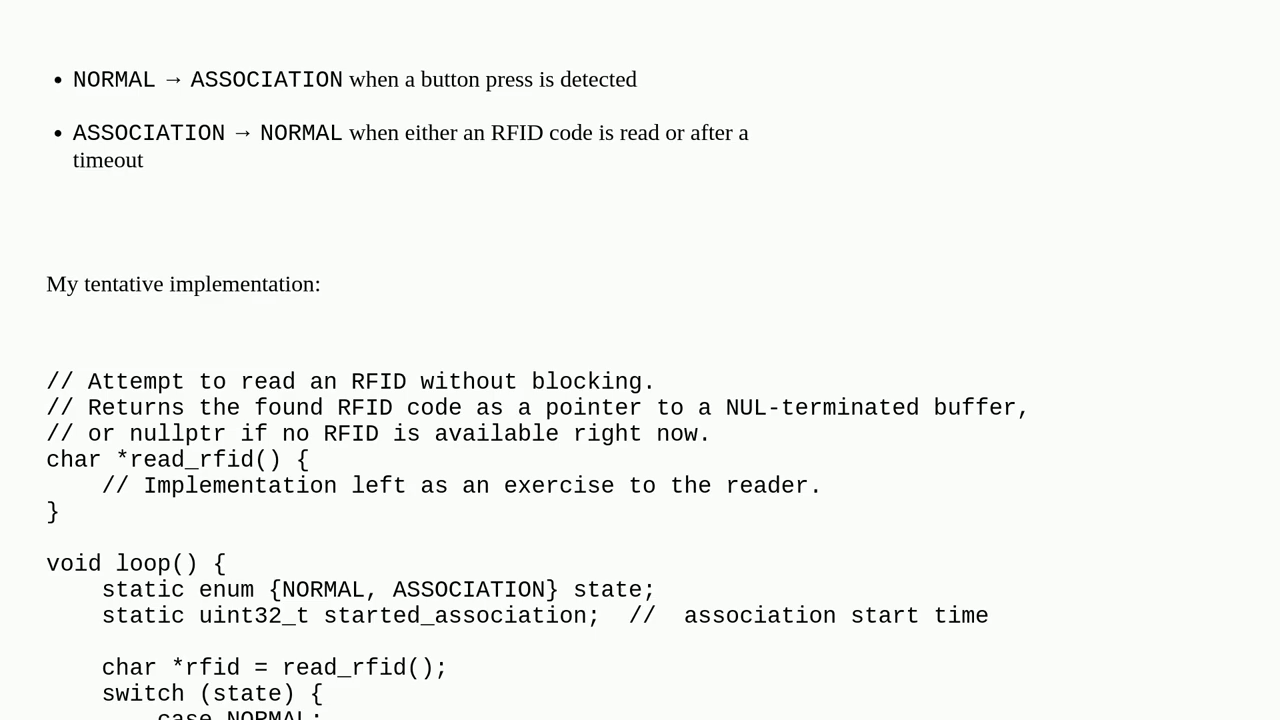 • NORMAL → ASSOCIATION when a button press is detected
• ASSOCIATION → NORMAL when either an RFID code is read or after a
timeout
My tentative implementation:
// Attempt to read an RFID without blocking.
// Returns the found RFID code as a pointer to a NUL-terminated buffer,
// or nullptr if no RFID is available right now.
char *read_rfid() {
    // Implementation left as an exercise to the reader.
}
void loop() {
    static enum {NORMAL, ASSOCIATION} state;
    static uint32_t started_association;  //  association start time
    char *rfid = read_rfid();
    switch (state) {
        case NORMAL: